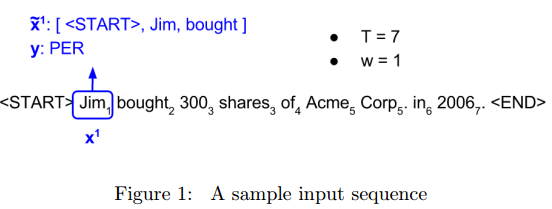 x̃¹: [ <START>, Jim, bought ]
y: PER
● T = 7
● w = 1
<START> Jim₁ bought₂ 300₃ shares₃ of₄ Acme₅ Corp₅. in₆ 2006₇. <END>
x¹
Figure 1: A sample input sequence